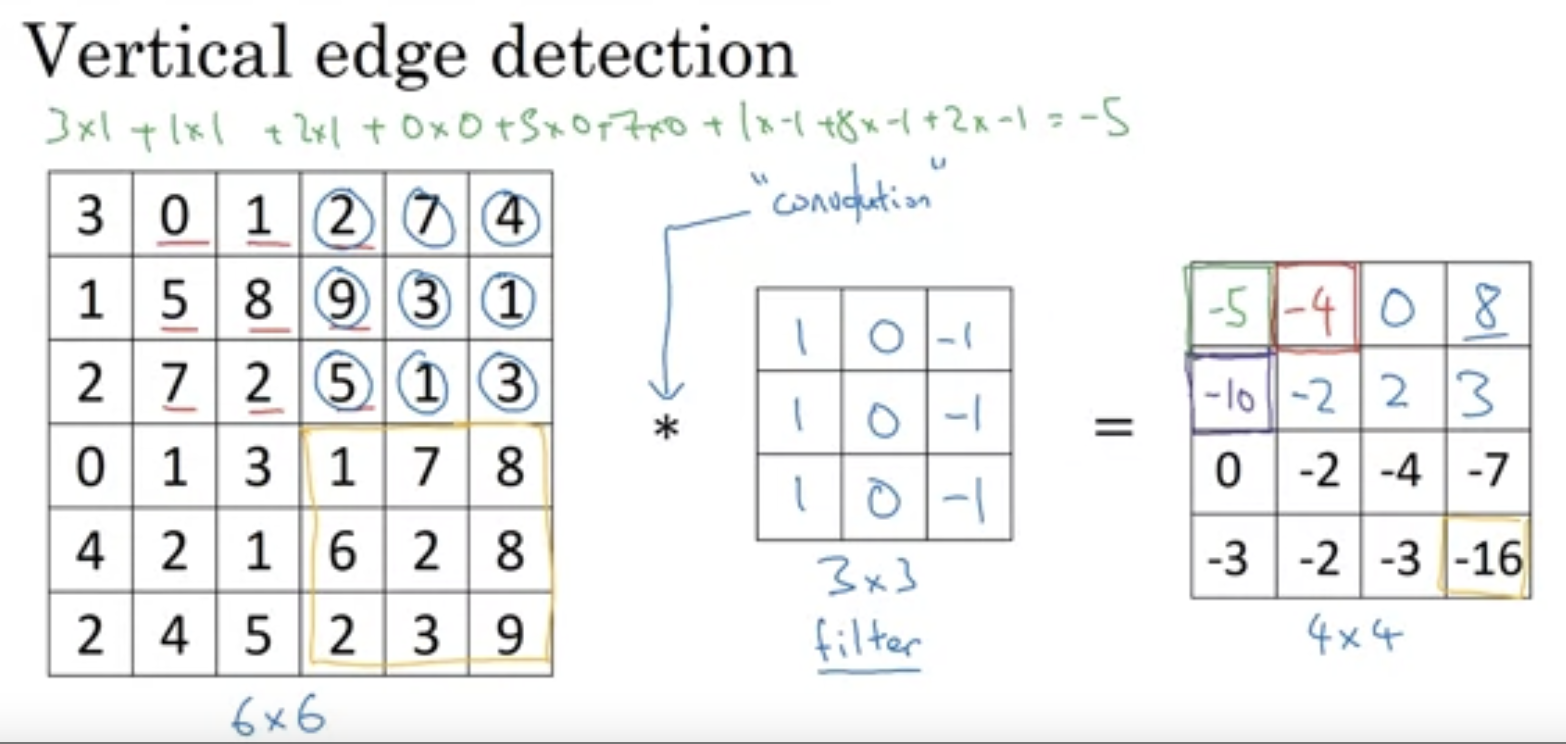 Vertical edge detection
3x1 + 1x1 + 2x1 + 0x0 + 5x0 + 7x0 + 1x-1 + 8x-1 + 2x-1 = -5
"convolution"
3 0 1 2 7 4
1 5 8 9 3 1
2 7 2 5 1 3
0 1 3 1 7 8
4 2 1 6 2 8
2 4 5 2 3 9
6x6
*
1 0 -1
1 0 -1
1 0 -1
3x3
filter
=
-5 -4 0 8
-10 -2 2 3
0 -2 -4 -7
-3 -2 -3 -16
4x4